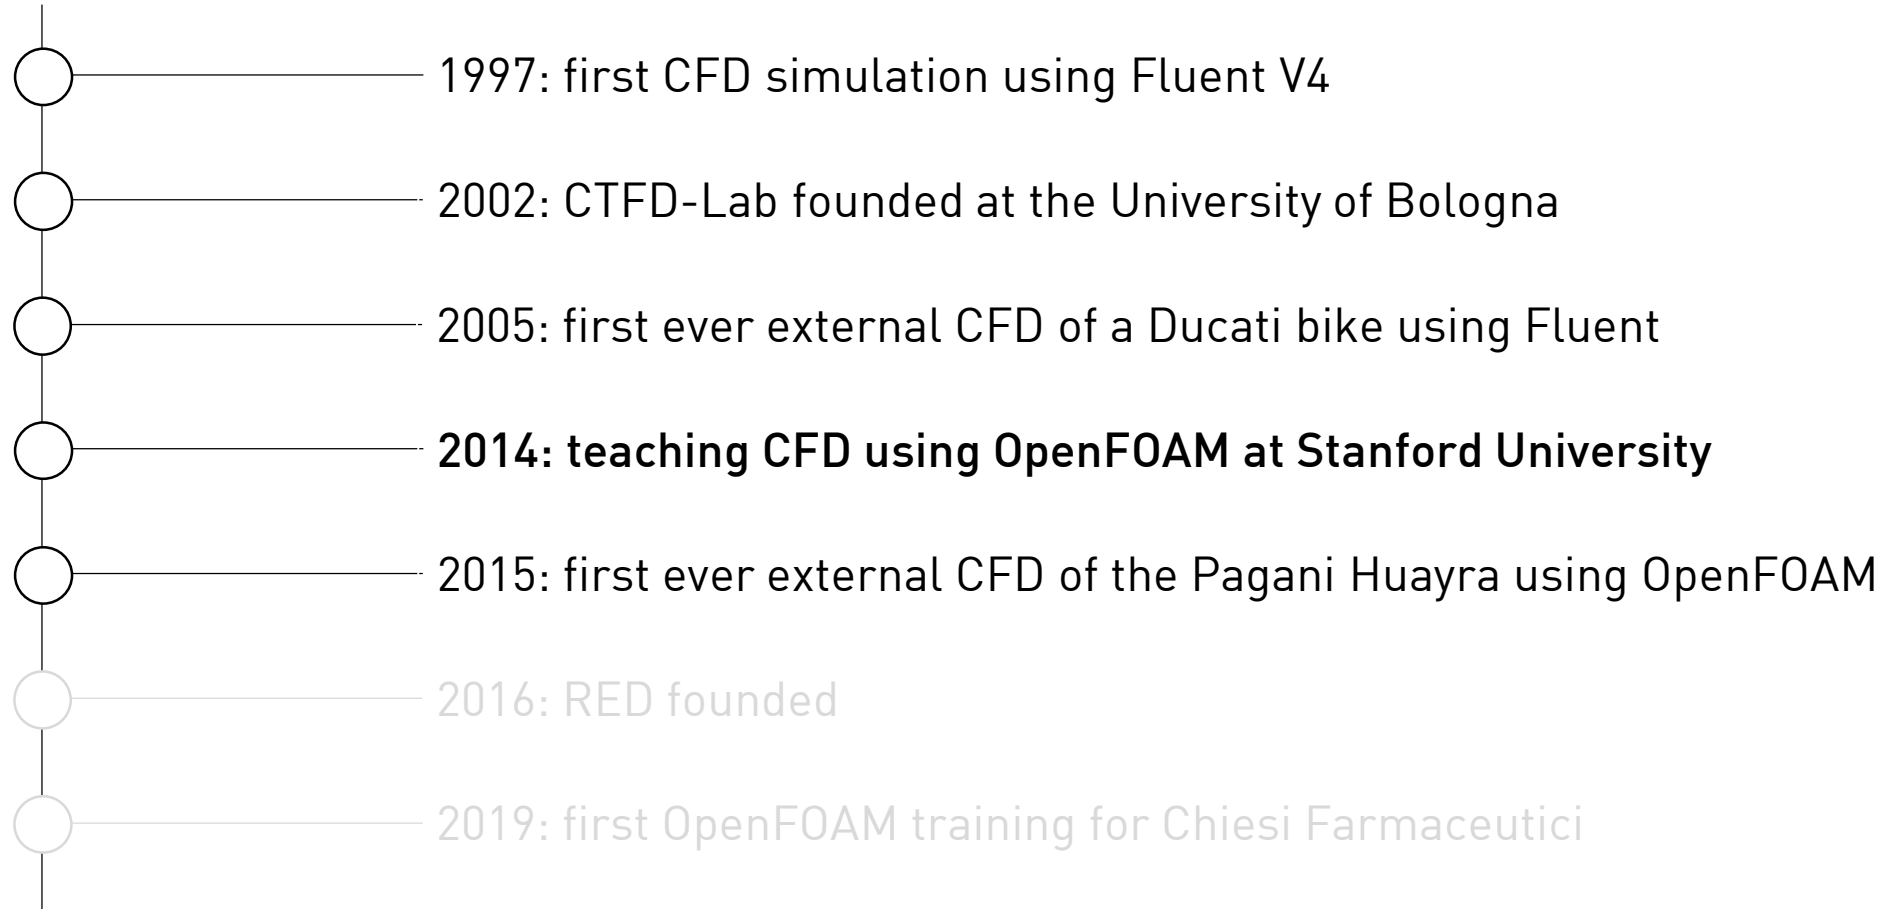 1997: first CFD simulation using Fluent V4
2002: CTFD-Lab founded at the University of Bologna
2005: first ever external CFD of a Ducati bike using Fluent
2014: teaching CFD using OpenFOAM at Stanford University
2015: first ever external CFD of the Pagani Huayra using OpenFOAM
2016: RED founded
2019: first OpenFOAM training for Chiesi Farmaceutici